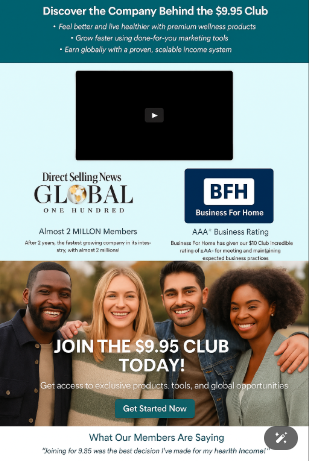 Discover the Company Behind the $9.95 Club
• Feel better and live healthier with premium wellness products
• Grow faster using done-for-you marketing tools
• Earn globally with a proven, scalable income system
Direct Selling News
GLOBAL
ONE HUNDRED
BFH
Business For Home
Almost 2 MILLON Members
After 2 years, the fastest growing company in its indus-
try, with almost 2 millions!
AAA+ Business Rating
Business For Home has given our $10 Club incredible
rating of AAA+ for meeting and maintaining
expected business practices
JOIN THE $9.95 CLUB
TODAY!
Get access to exclusive products, tools, and global opportunities
Get Started Now
What Our Members Are Saying
"Joining for 9.95 was the best decision I've made for my hearlth Income!"